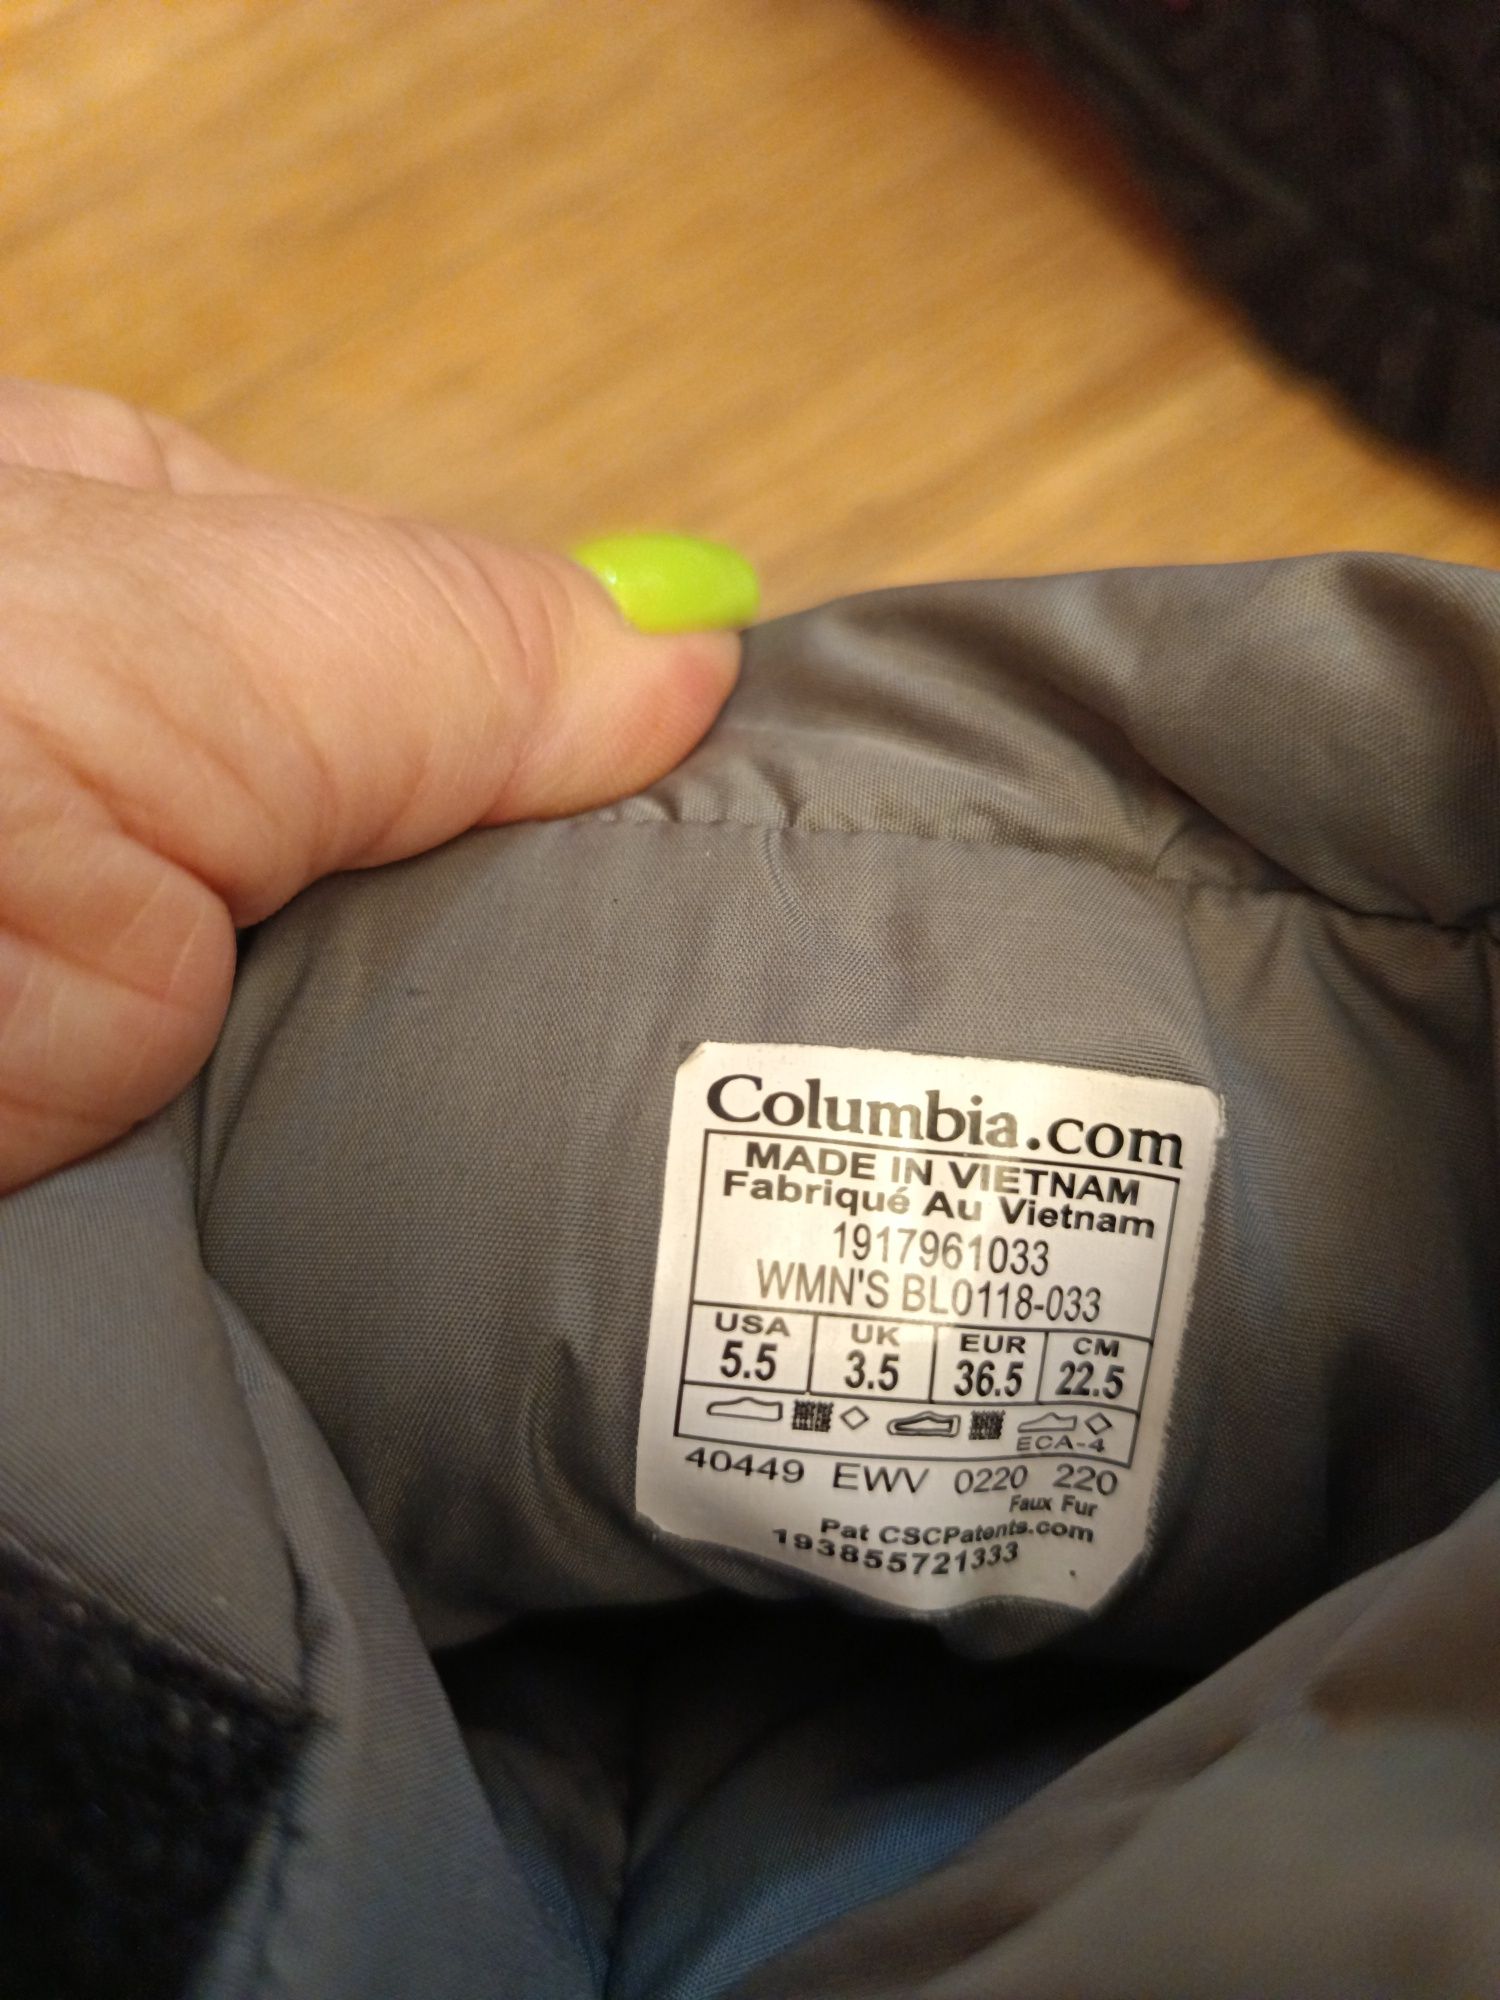 Columbia.com
MADE IN VIETNAM
Fabriqué Au Vietnam
1917961033
WMN'S BL0118-033
USA UK EUR CM
5.5 3.5 36.5 22.5
ECA-4
40449 EWV 0220 220
Faux Fur
Pat CSCPatents.com
193855721333